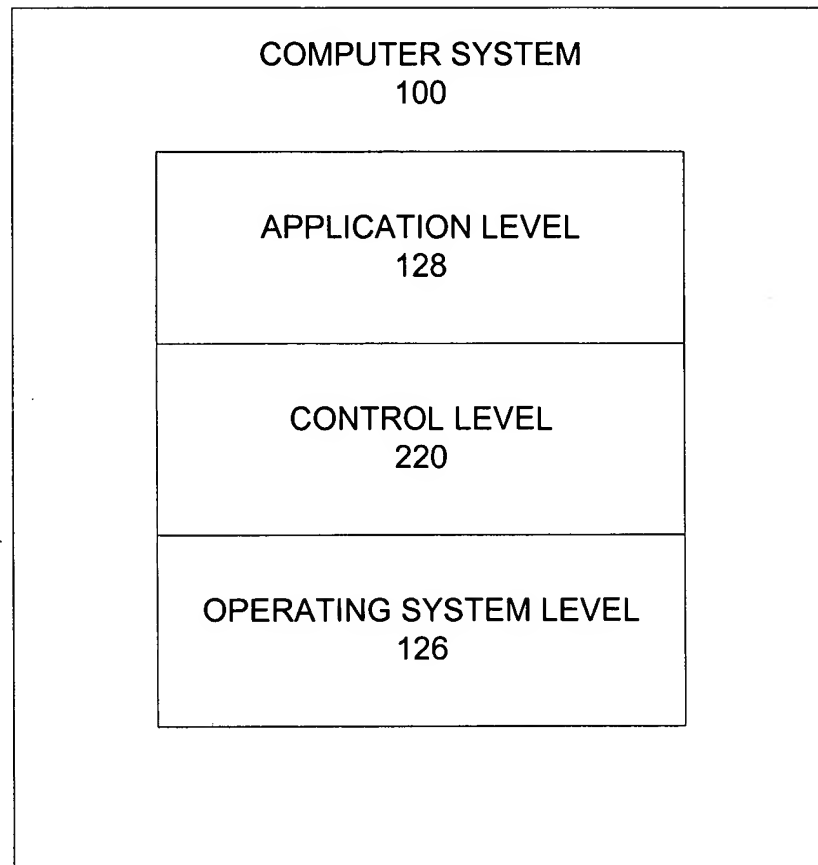 COMPUTER SYSTEM
100
APPLICATION LEVEL
128
CONTROL LEVEL
220
OPERATING SYSTEM LEVEL
126